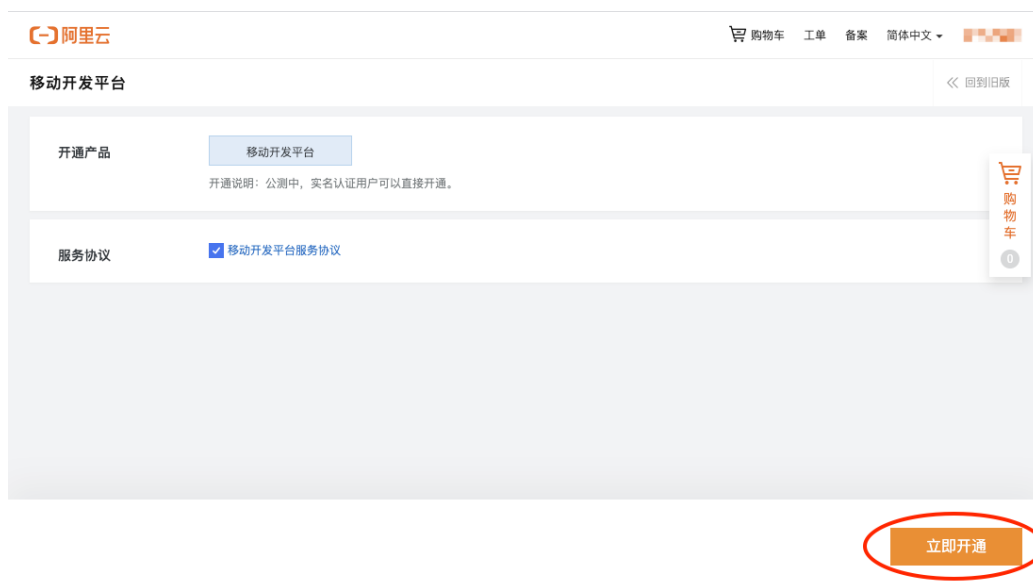 阿里云
购物车 工单 备案 简体中文
移动开发平台
回到旧版
开通产品
移动开发平台
开通说明：公测中，实名认证用户可以直接开通。
购
物
车
0
服务协议
移动开发平台服务协议
立即开通